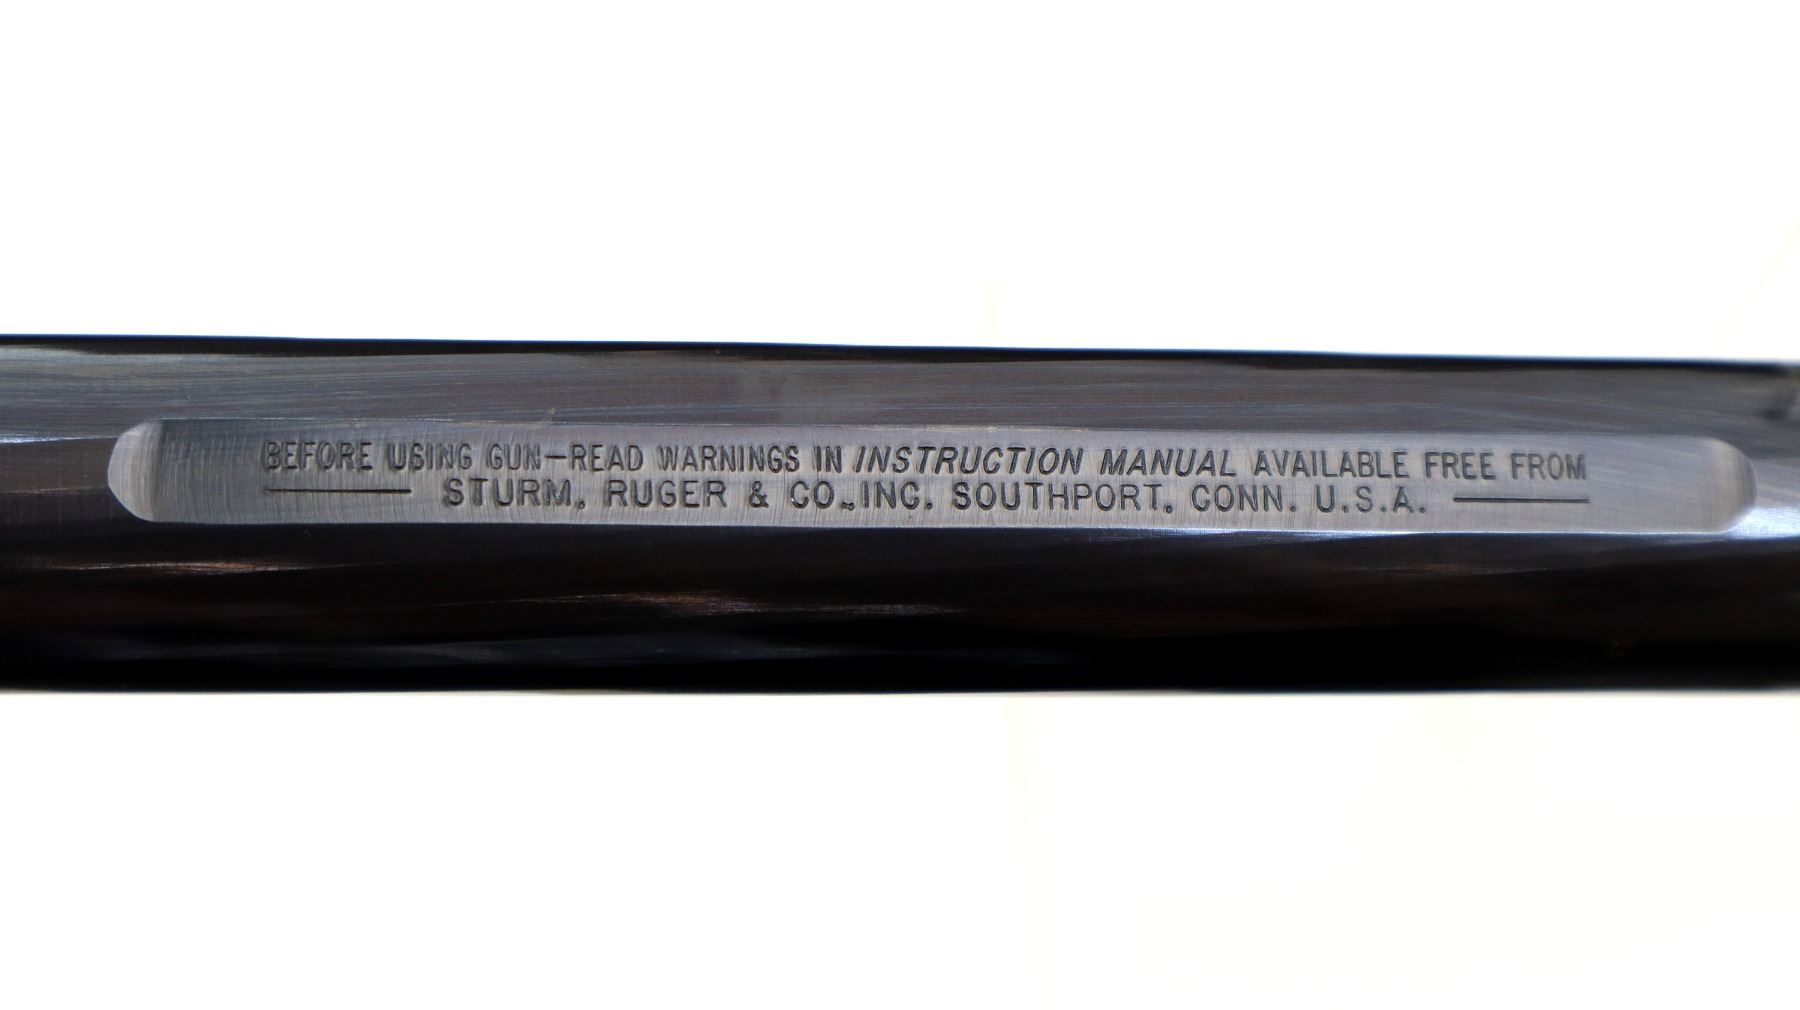 BEFORE USING GUN—READ WARNINGS IN INSTRUCTION MANUAL AVAILABLE FREE FROM
STURM, RUGER & CO., INC. SOUTHPORT, CONN. U.S.A.